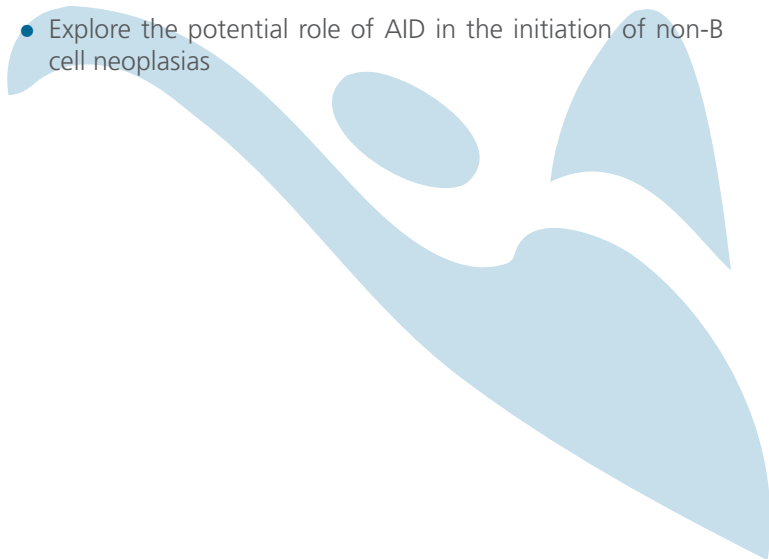 • Explore the potential role of AID in the initiation of non-B
cell neoplasias